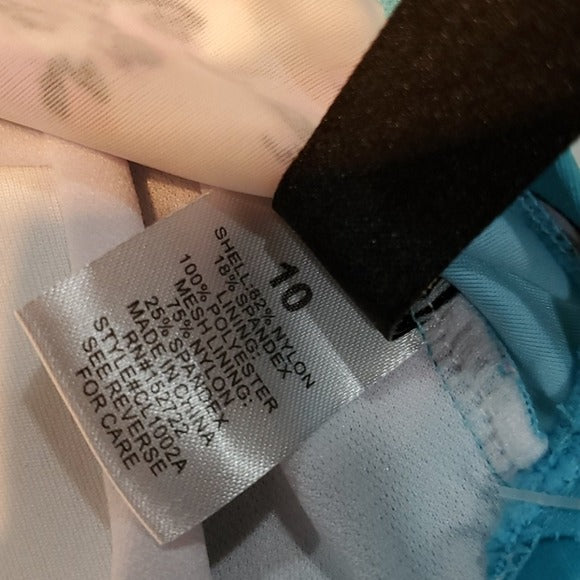 10
SHELL:82% NYLON
18% SPANDEX
LINING:
100% POLYESTER
MESH LINING:
75% NYLON
25% SPANDEX
MADE IN CHINA
RN#:152722
STYLE#CL1002A
SEE REVERSE
FOR CARE